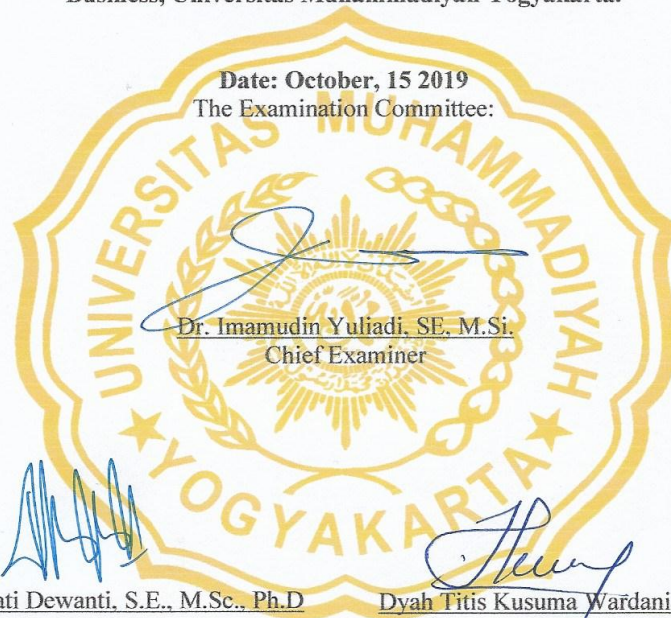 Business, Universitas Muhammadiyah Yogyakarta.
Date: October, 15 2019
The Examination Committee:
UNIVERSITAS MUHAMMADIYAH
★ YOGYAKARTA ★
Dr. Imamudin Yuliadi, SE, M.Si.
Chief Examiner
Dewanti, S.E., M.Sc., Ph.D
Dyah Titis Kusuma Wardani